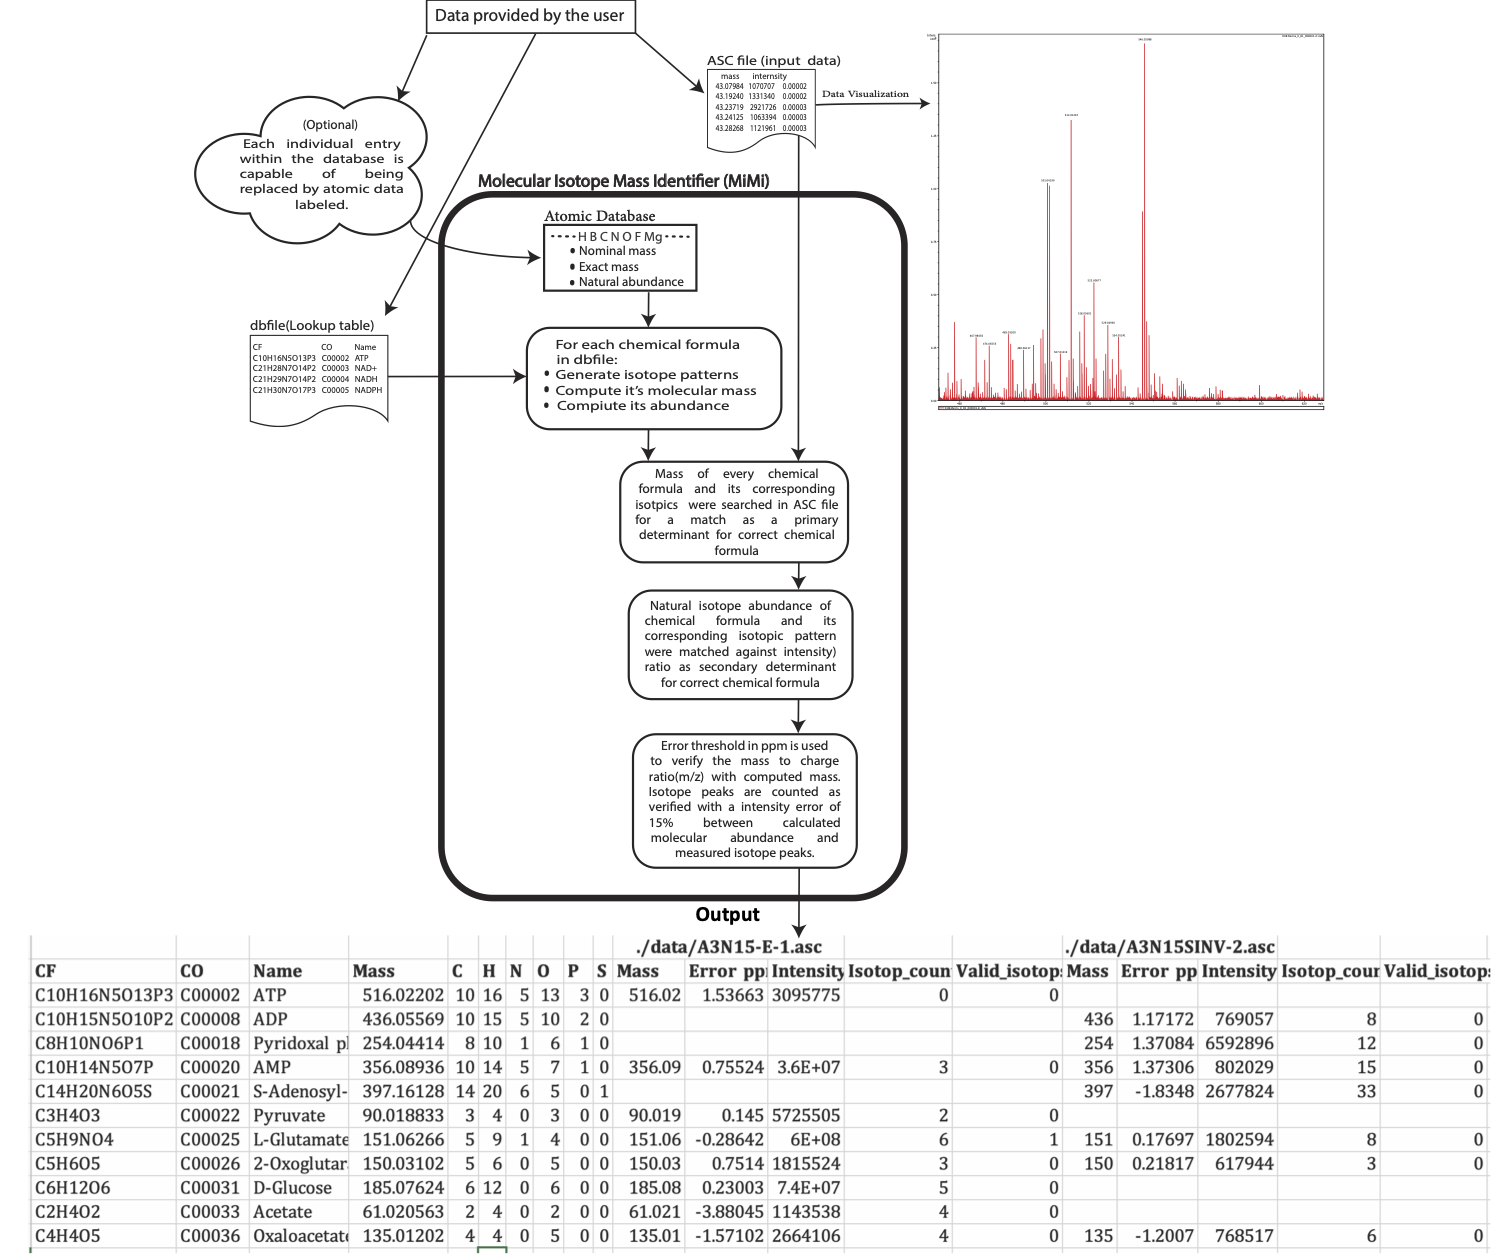 Data provided by the user
ASC file (input data)
mass internsity
43.07984 1070707 0.00002
43.19240 1331340 0.00002
43.23719 2921726 0.00003
43.24125 1063394 0.00003
43.28268 1121961 0.00003
Data Visualization
(Optional)
Each individual entry
within the database is
capable of being
replaced by atomic data
labeled.
Molecular Isotope Mass Identifier (MiMi)
Atomic Database
----H B C N O F Mg----
• Nominal mass
• Exact mass
• Natural abundance
dbfile(Lookup table)
CF CO Name
C10H16N5O13P3 C00002 ATP
C21H28N7O14P2 C00003 NAD+
C21H29N7O14P2 C00004 NADH
C21H30N7O17P3 C00005 NADPH
For each chemical formula
in dbfile:
• Generate isotope patterns
• Compute it's molecular mass
• Compiute its abundance
Mass of every chemical
formula and its corresponding
isotpics were searched in ASC file
for a match as a primary
determinant for correct chemical
formula
Natural isotope abundance of
chemical formula and its
corresponding isotopic pattern
were matched against intensity)
ratio as secondary determinant
for correct chemical formula
Error threshold in ppm is used
to verify the mass to charge
ratio(m/z) with computed mass.
Isotope peaks are counted as
verified with a intensity error of
15% between calculated
molecular abundance and
measured isotope peaks.
Output
./data/A3N15-E-1.asc ./data/A3N15SINV-2.asc
CF CO Name Mass C H N O P S Mass Error pp Intensity Isotop_coun Valid_isotop Mass Error pp Intensity Isotop_cour Valid_isotop
C10H16N5O13P3 C00002 ATP 516.02202 10 16 5 13 3 0 516.02 1.53663 3095775 0 0
C10H15N5O10P2 C00008 ADP 436.05569 10 15 5 10 2 0 436 1.17172 769057 8 0
C8H10NO6P1 C00018 Pyridoxal p 254.04414 8 10 1 6 1 0 254 1.37084 6592896 12 0
C10H14N5O7P C00020 AMP 356.08936 10 14 5 7 1 0 356.09 0.75524 3.6E+07 3 0 356 1.37306 802029 15 0
C14H20N6O5S C00021 S-Adenosyl- 397.16128 14 20 6 5 0 1 397 -1.8348 2677824 33 0
C3H4O3 C00022 Pyruvate 90.018833 3 4 0 3 0 0 90.019 0.145 5725505 2 0
C5H9NO4 C00025 L-Glutamate 151.06266 5 9 1 4 0 0 151.06 -0.28642 6E+08 6 1 151 0.17697 1802594 8 0
C5H6O5 C00026 2-Oxoglutar 150.03102 5 6 0 5 0 0 150.03 0.7514 1815524 3 0 150 0.21817 617944 3 0
C6H12O6 C00031 D-Glucose 185.07624 6 12 0 6 0 0 185.08 0.23003 7.4E+07 5 0
C2H4O2 C00033 Acetate 61.020563 2 4 0 2 0 0 61.021 -3.88045 1143538 4 0
C4H4O5 C00036 Oxaloacetat 135.01202 4 4 0 5 0 0 135.01 -1.57102 2664106 4 0 135 -1.2007 768517 6 0